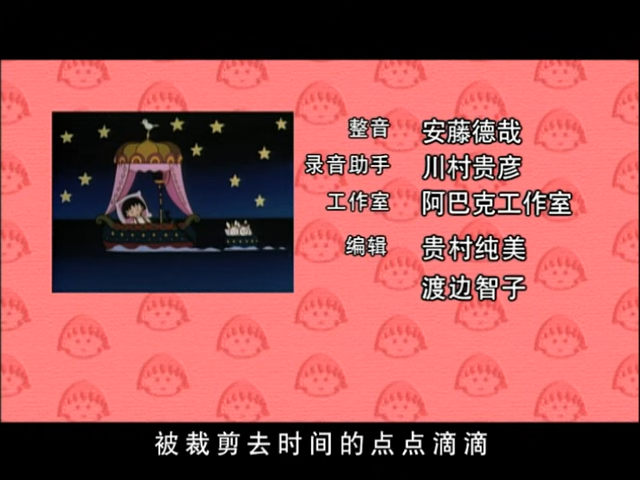 整音 安藤德哉
录音助手 川村贵彦
工作室 阿巴克工作室
编辑 贵村纯美
渡边智子
被裁剪去时间的点点滴滴